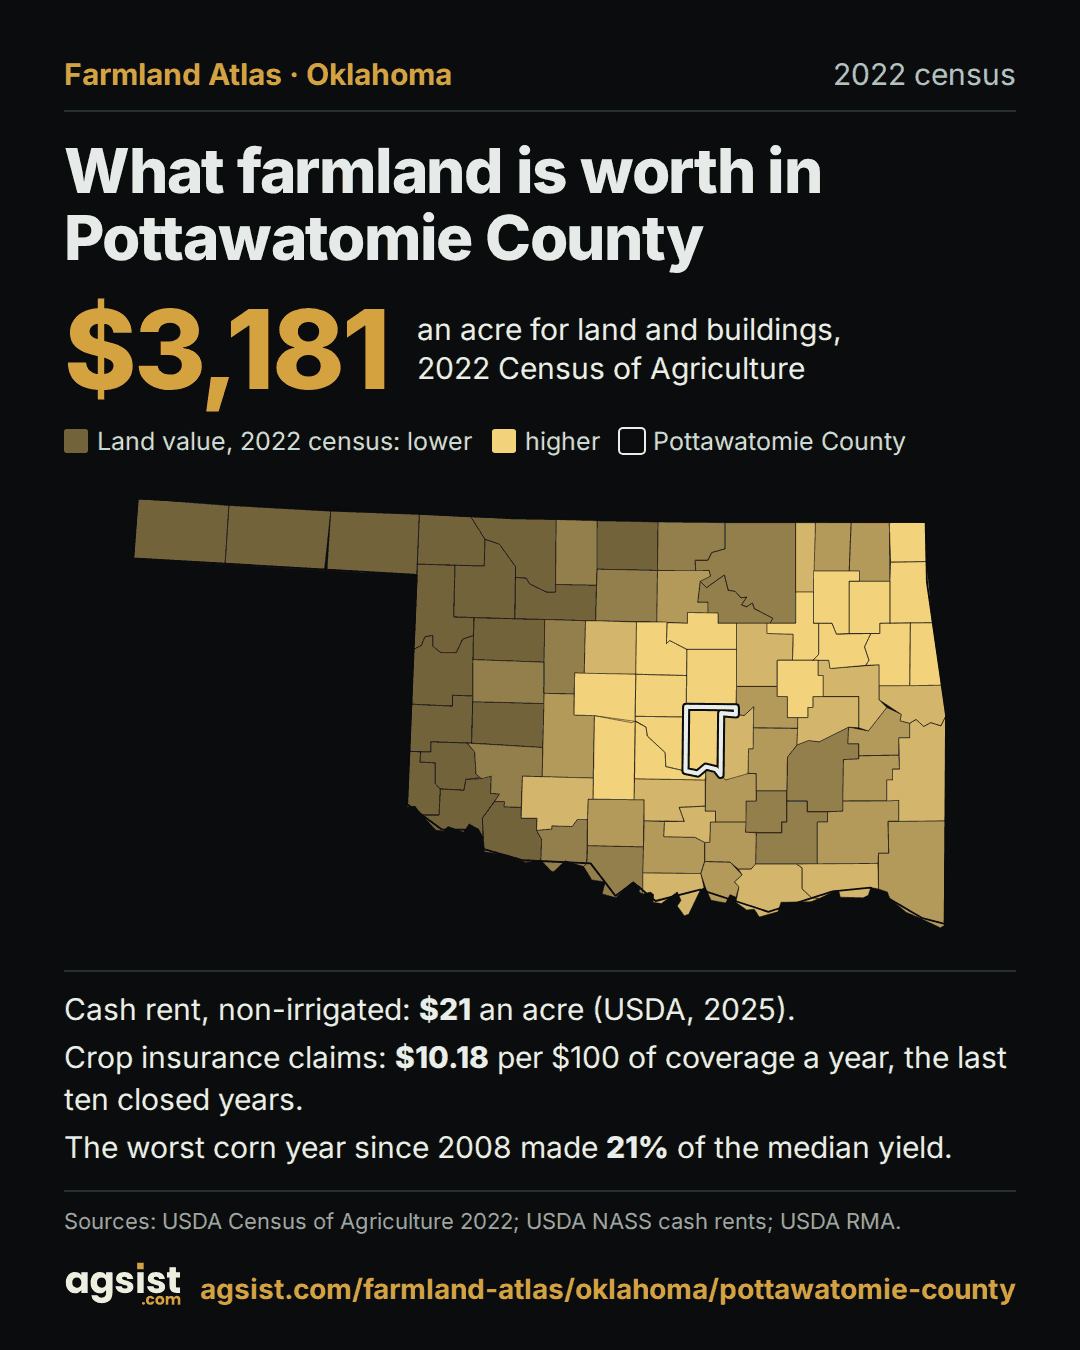 Farmland Atlas · Oklahoma
2022 census
What farmland is worth in
Pottawatomie County
$3,181
an acre for land and buildings,
2022 Census of Agriculture
Land value, 2022 census: lower
higher
Pottawatomie County
Cash rent, non-irrigated: $21 an acre (USDA, 2025).
Crop insurance claims: $10.18 per $100 of coverage a year, the last
ten closed years.
The worst corn year since 2008 made 21% of the median yield.
Sources: USDA Census of Agriculture 2022; USDA NASS cash rents; USDA RMA.
agsist
.com
agsist.com/farmland-atlas/oklahoma/pottawatomie-county